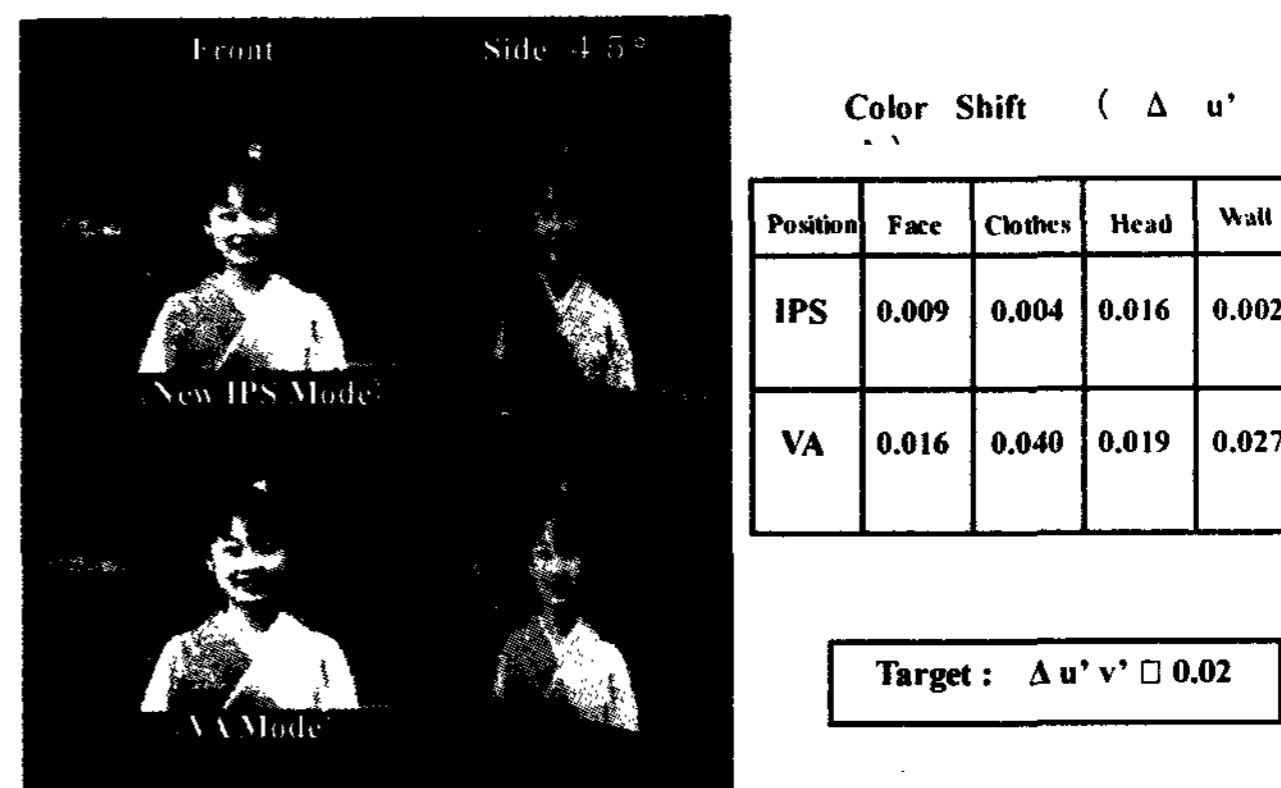 Front Side 45°
New IPS Mode
VA Mode
Color Shift ( Δ u'
Position Face Clothes Head Wall
IPS 0.009 0.004 0.016 0.002
VA 0.016 0.040 0.019 0.027
Target : Δ u' v' □ 0.02